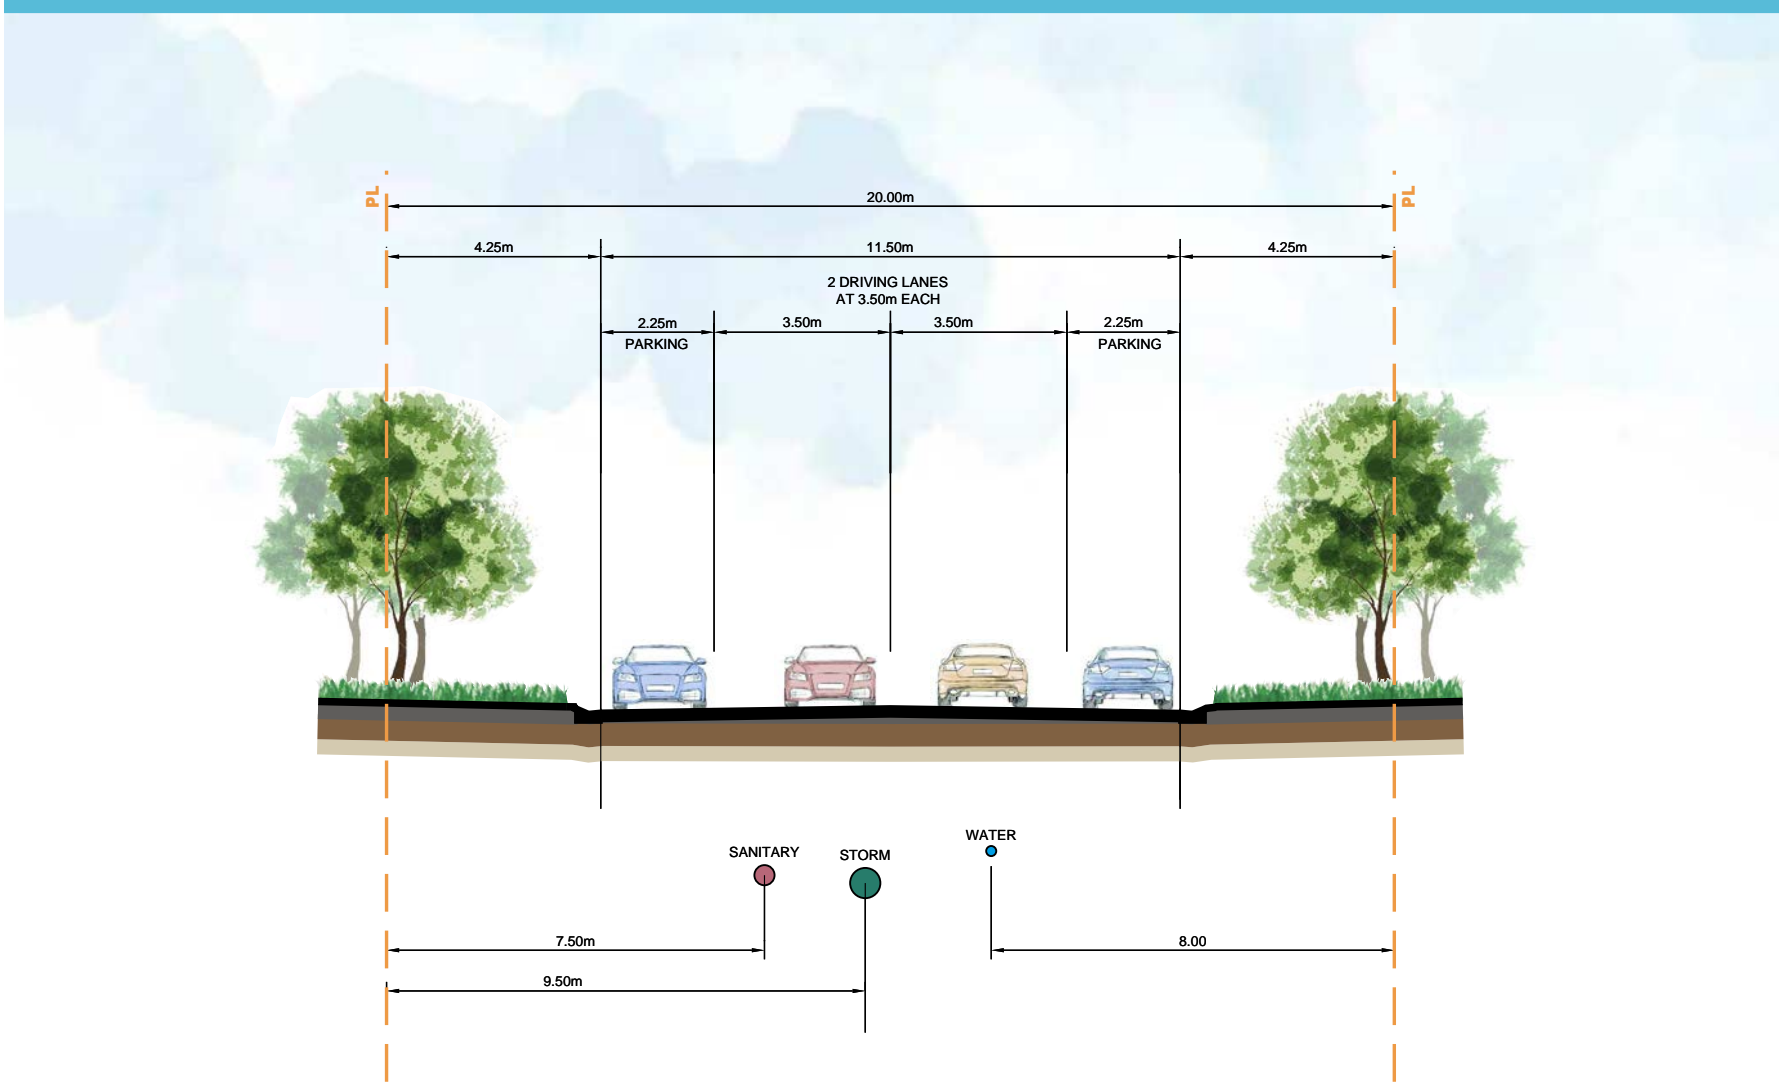 PL
PL
20.00m
4.25m
11.50m
4.25m
2 DRIVING LANES
AT 3.50m EACH
2.25m
3.50m
3.50m
2.25m
PARKING
PARKING
WATER
SANITARY
STORM
7.50m
8.00
9.50m